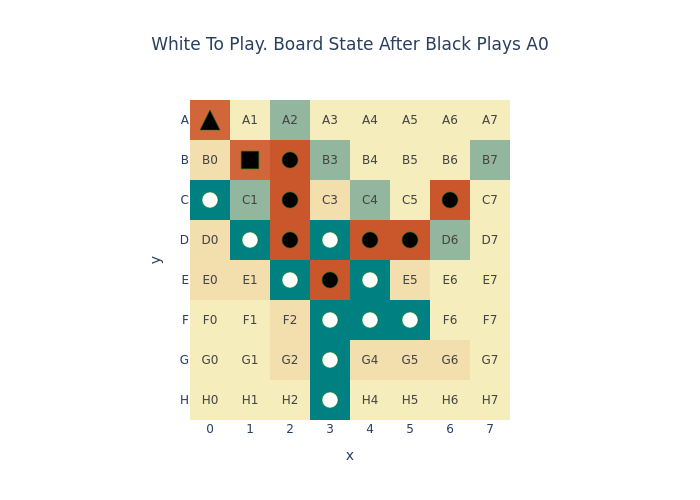 White To Play. Board State After Black Plays A0
A A1 A2 A3 A4 A5 A6 A7
B B0 B3 B4 B5 B6 B7
C C1 C3 C4 C5 C7
D D0 D6 D7
E E0 E1 E5 E6 E7
F F0 F1 F2 F6 F7
G G0 G1 G2 G4 G5 G6 G7
H H0 H1 H2 H4 H5 H6 H7
0 1 2 3 4 5 6 7
x
y